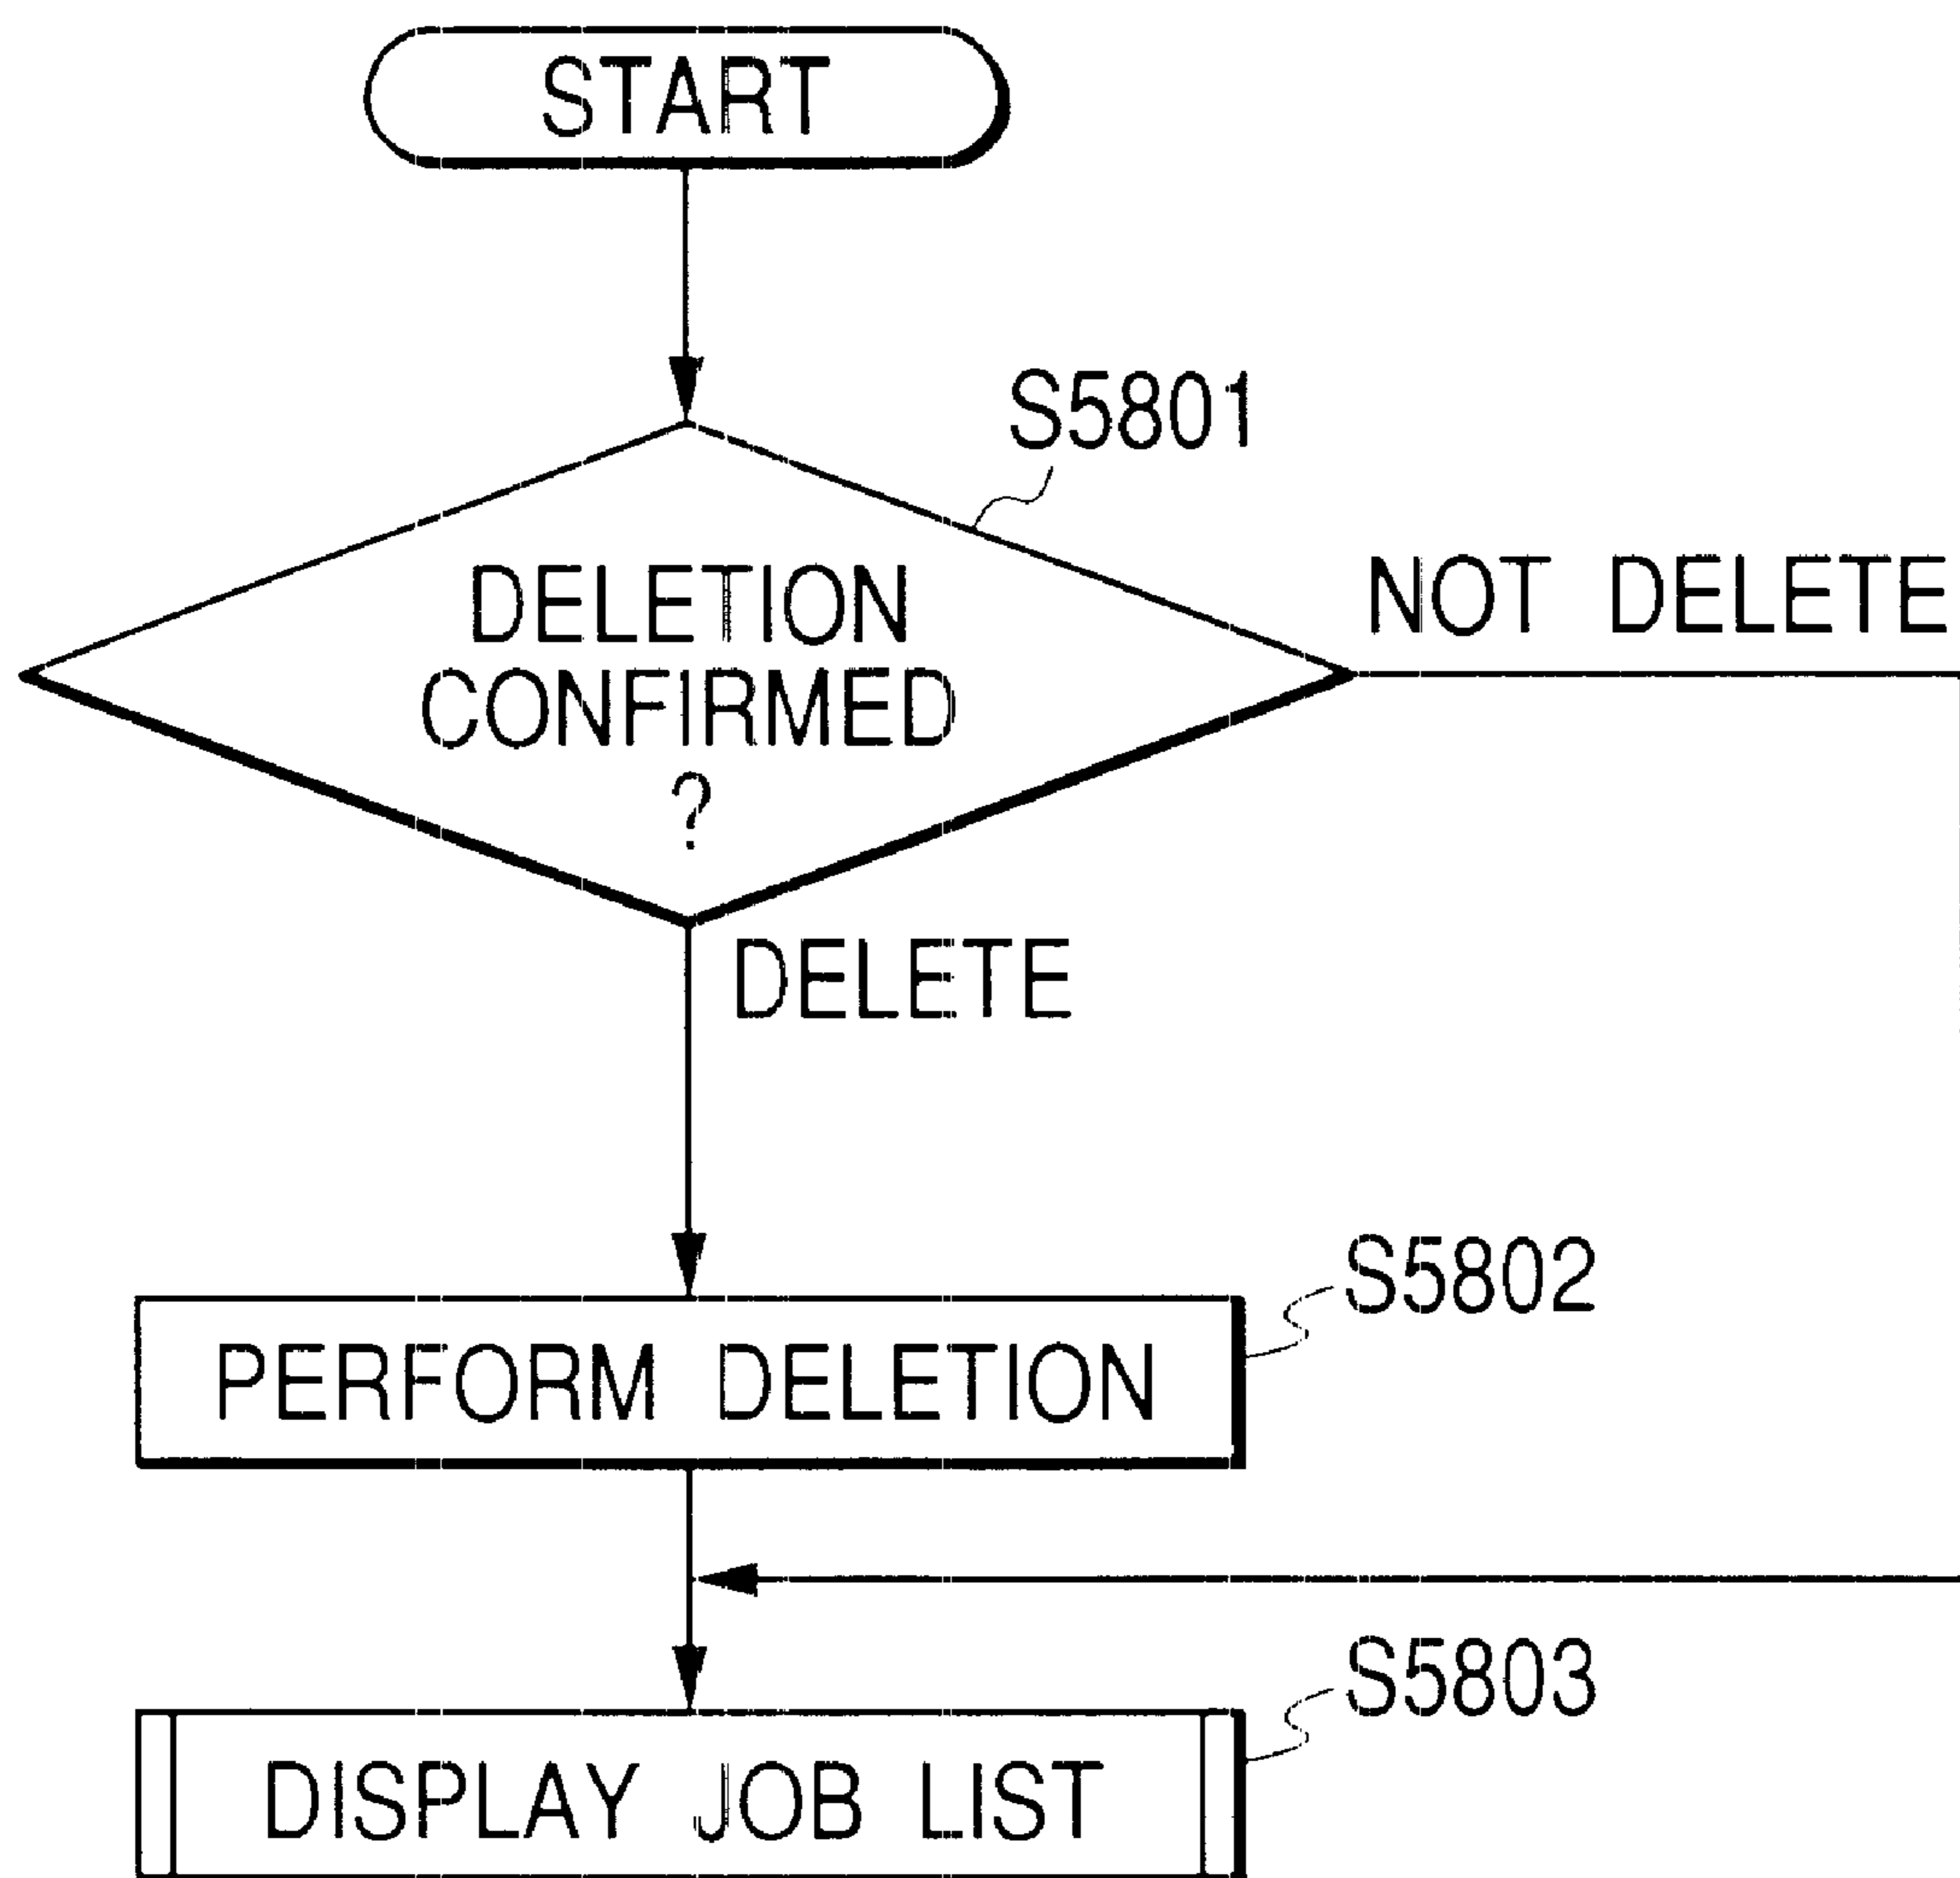 START
S5801
DELETION
CONFIRMED
?
NOT DELETE
DELETE
S5802
PERFORM DELETION
S5803
DISPLAY JOB LIST